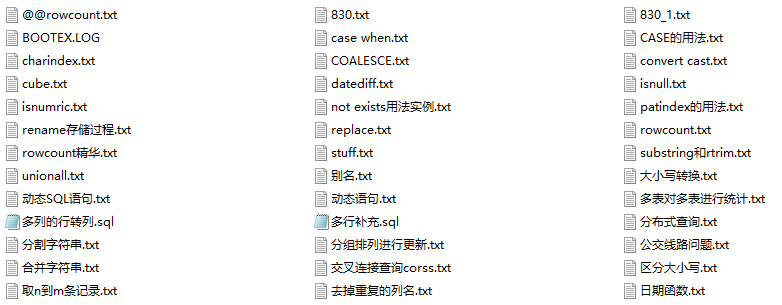 @@rowcount.txt 830.txt 830_1.txt
BOOTEX.LOG case when.txt CASE的用法.txt
charindex.txt COALESCE.txt convert cast.txt
cube.txt datediff.txt isnull.txt
isnumric.txt not exists用法实例.txt patindex的用法.txt
rename存储过程.txt replace.txt rowcount.txt
rowcount精华.txt stuff.txt substring和rtrim.txt
unionall.txt 别名.txt 大小写转换.txt
动态SQL语句.txt 动态语句.txt 多表对多表进行统计.txt
多列的行转列.sql 多行补充.sql 分布式查询.txt
分割字符串.txt 分组排列进行更新.txt 公交线路问题.txt
合并字符串.txt 交叉连接查询corss.txt 区分大小写.txt
取n到m条记录.txt 去掉重复的列名.txt 日期函数.txt